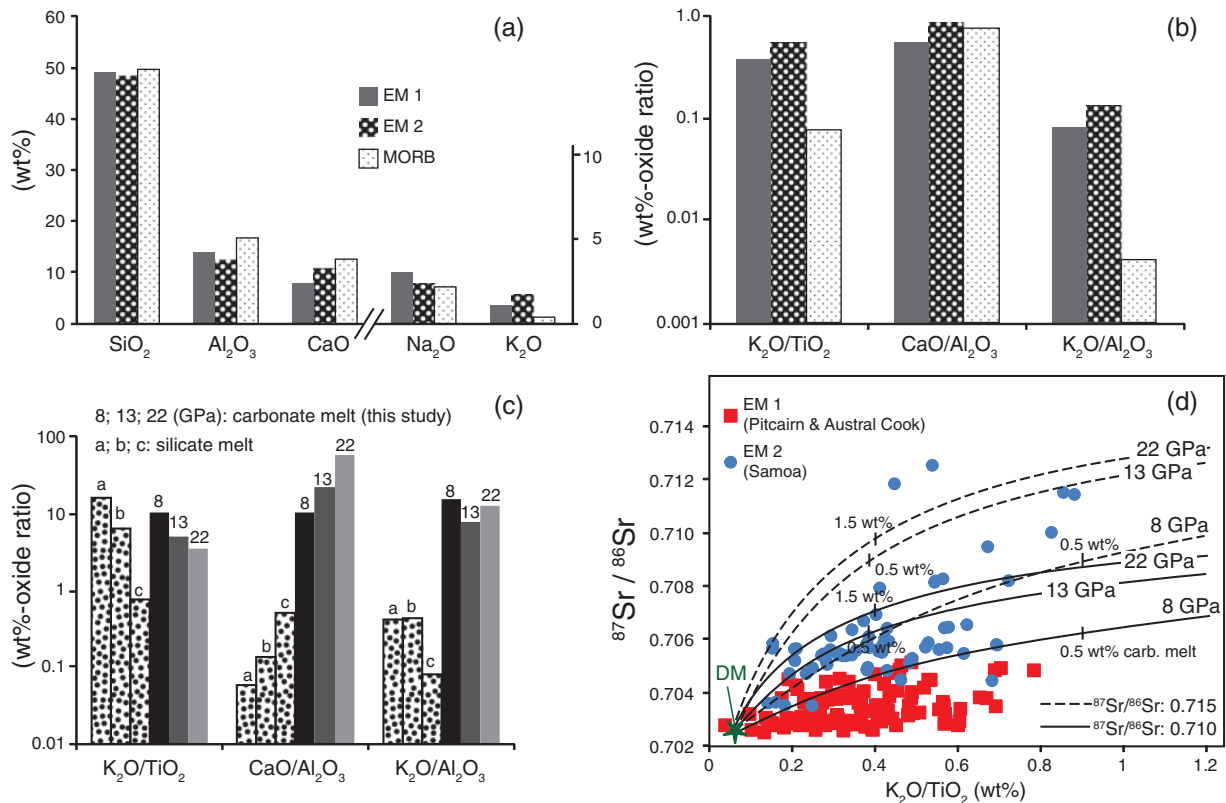 (a)
60
50
40
30
20
10
0
(wt%)
EM 1
EM 2
MORB
10
5
0
SiO₂ Al₂O₃ CaO Na₂O K₂O
(b)
1.0
0.1
0.01
0.001
(wt%-oxide ratio)
K₂O/TiO₂ CaO/Al₂O₃ K₂O/Al₂O₃
(c)
8; 13; 22 (GPa): carbonate melt (this study)
a; b; c: silicate melt
100
10
1
0.1
0.01
(wt%-oxide ratio)
a b c 8 13 22
a b c 8 13 22
a b c 8 13 22
K₂O/TiO₂ CaO/Al₂O₃ K₂O/Al₂O₃
(d)
EM 1
(Pitcairn & Austral Cook)
EM 2
(Samoa)
0.714
0.712
0.710
0.708
0.706
0.704
0.702
⁸⁷Sr / ⁸⁶Sr
22 GPa
13 GPa
8 GPa
22 GPa
13 GPa
8 GPa
1.5 wt%
0.5 wt%
0.5 wt%
1.5 wt%
0.5 wt%
0.5 wt% carb. melt
DM
⁸⁷Sr/⁸⁶Sr: 0.715
⁸⁷Sr/⁸⁶Sr: 0.710
0 0.2 0.4 0.6 0.8 1 1.2
K₂O/TiO₂ (wt%)